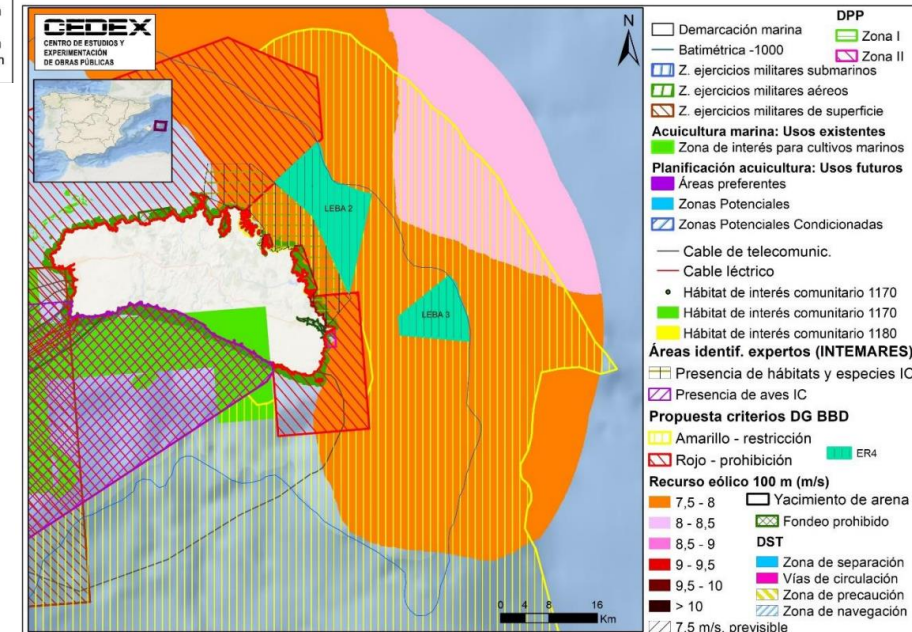 CEDEX
CENTRO DE ESTUDIOS Y
EXPERIMENTACIÓN
DE OBRAS PÚBLICAS
N
LEBA 2
LEBA 3
0 4 8 16
Km
Demarcación marina
Batimétrica -1000
Z. ejercicios militares submarinos
Z. ejercicios militares aéreos
Z. ejercicios militares de superficie
DPP
Zona I
Zona II
Acuicultura marina: Usos existentes
Zona de interés para cultivos marinos
Planificación acuicultura: Usos futuros
Áreas preferentes
Zonas Potenciales
Zonas Potenciales Condicionadas
Cable de telecomunic.
Cable léctrico
Hábitat de interés comunitario 1170
Hábitat de interés comunitario 1170
Hábitat de interés comunitario 1180
Áreas identif. expertos (INTEMARES)
Presencia de hábitats y especies IC
Presencia de aves IC
Propuesta criterios DG BBD
Amarillo - restricción
Rojo - prohibición
ER4
Recurso eólico 100 m (m/s)
7,5 - 8
8 - 8,5
8,5 - 9
9 - 9,5
9,5 - 10
> 10
7.5 m/s. previsible
Yacimiento de arena
Fondeo prohibido
DST
Zona de separación
Vías de circulación
Zona de precaución
Zona de navegación